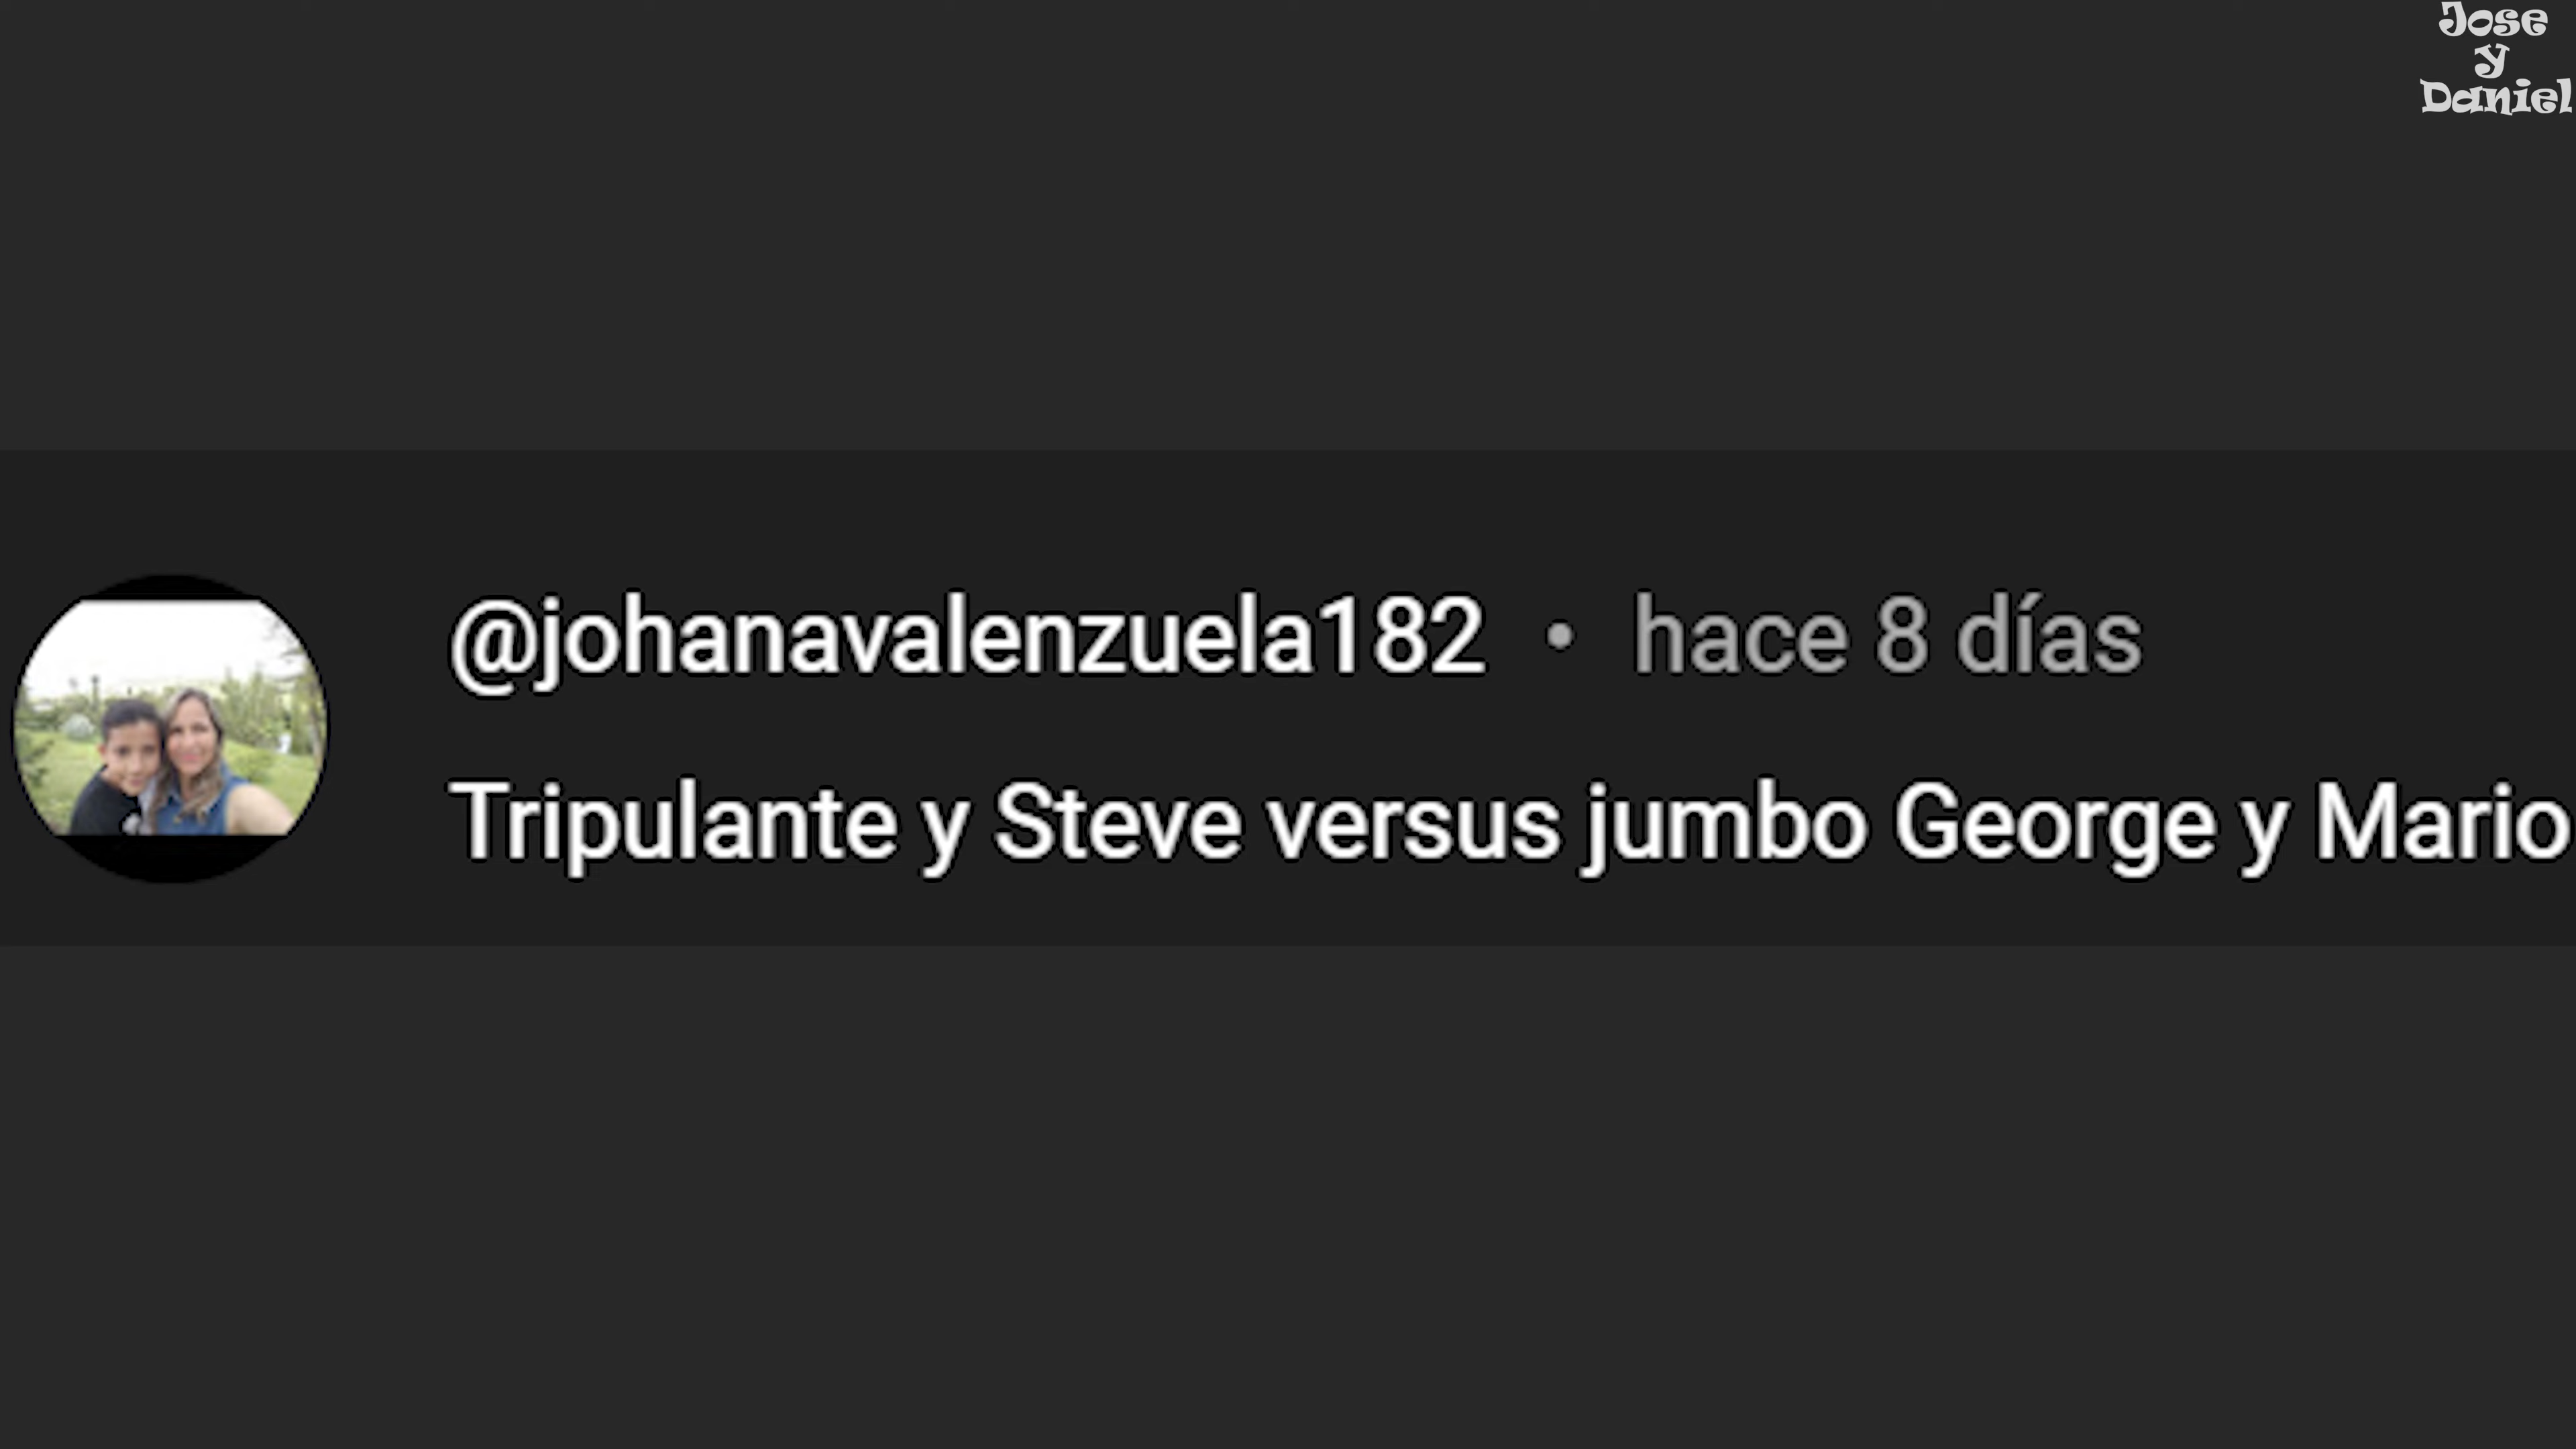 Jose
y
Daniel
@johanavalenzuela182 • hace 8 días
Tripulante y Steve versus jumbo George y Mario